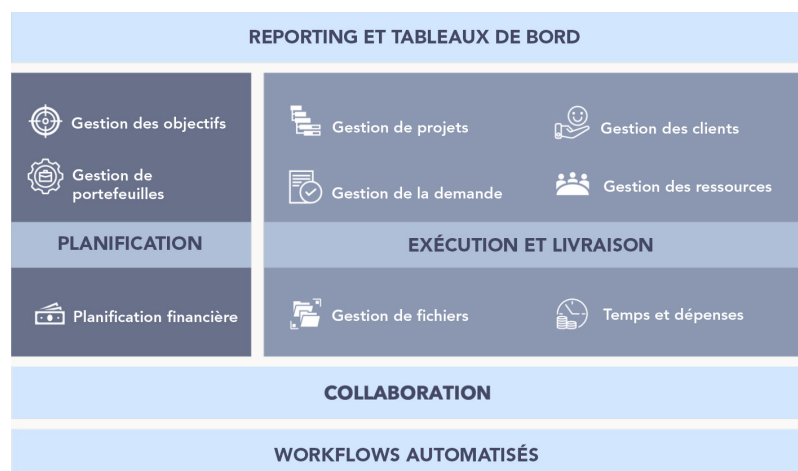 REPORTING ET TABLEAUX DE BORD
Gestion des objectifs
Gestion de
portefeuilles
PLANIFICATION
Planification financière
Gestion de projets
Gestion des clients
Gestion de la demande
Gestion des ressources
EXÉCUTION ET LIVRAISON
Gestion de fichiers
Temps et dépenses
COLLABORATION
WORKFLOWS AUTOMATISÉS